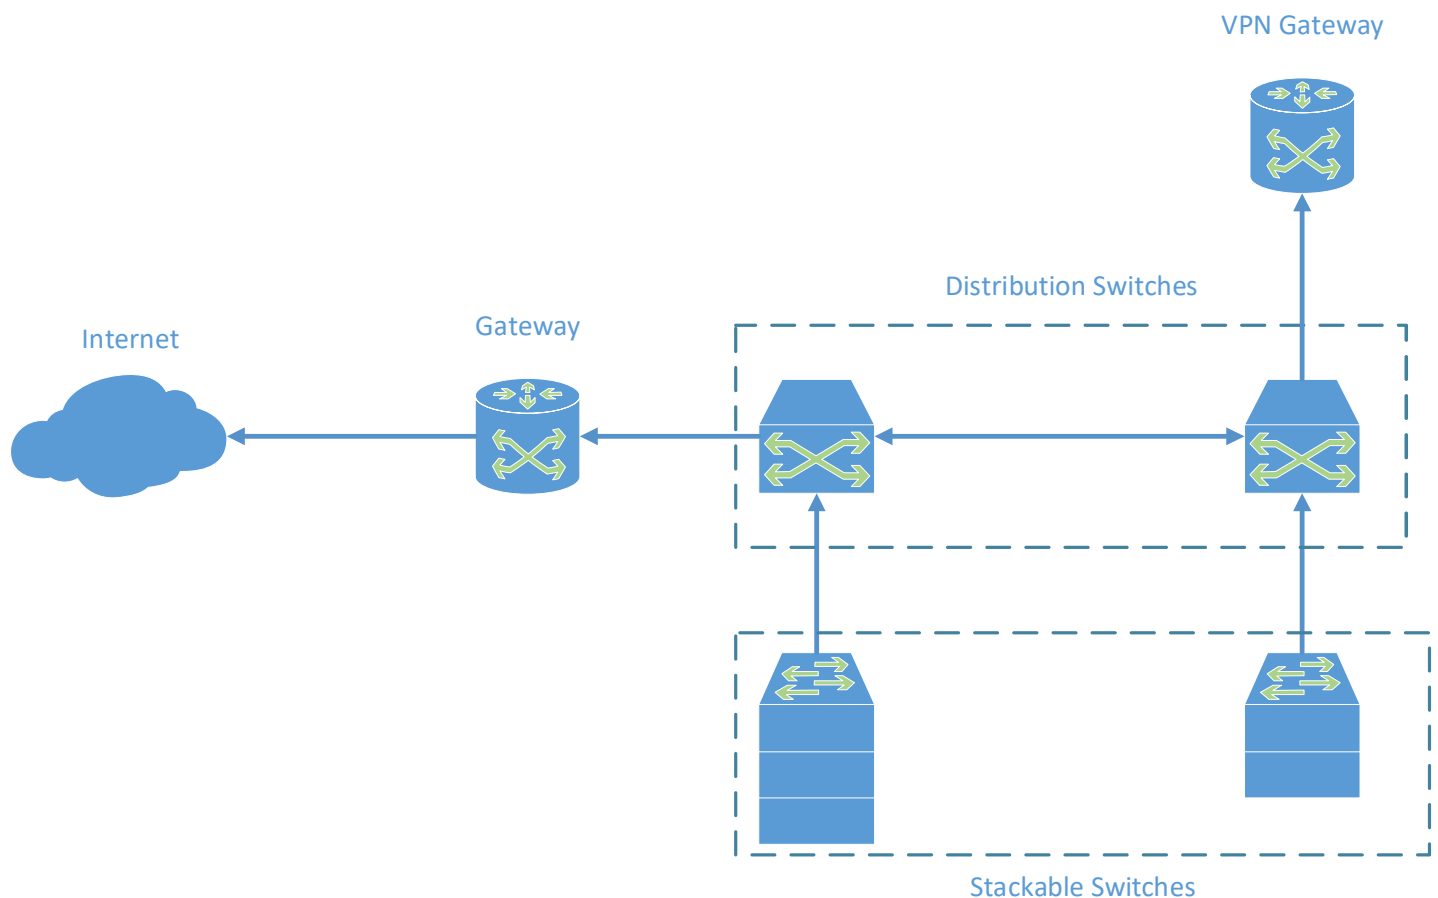 VPN Gateway
Distribution Switches
Gateway
Internet
Stackable Switches